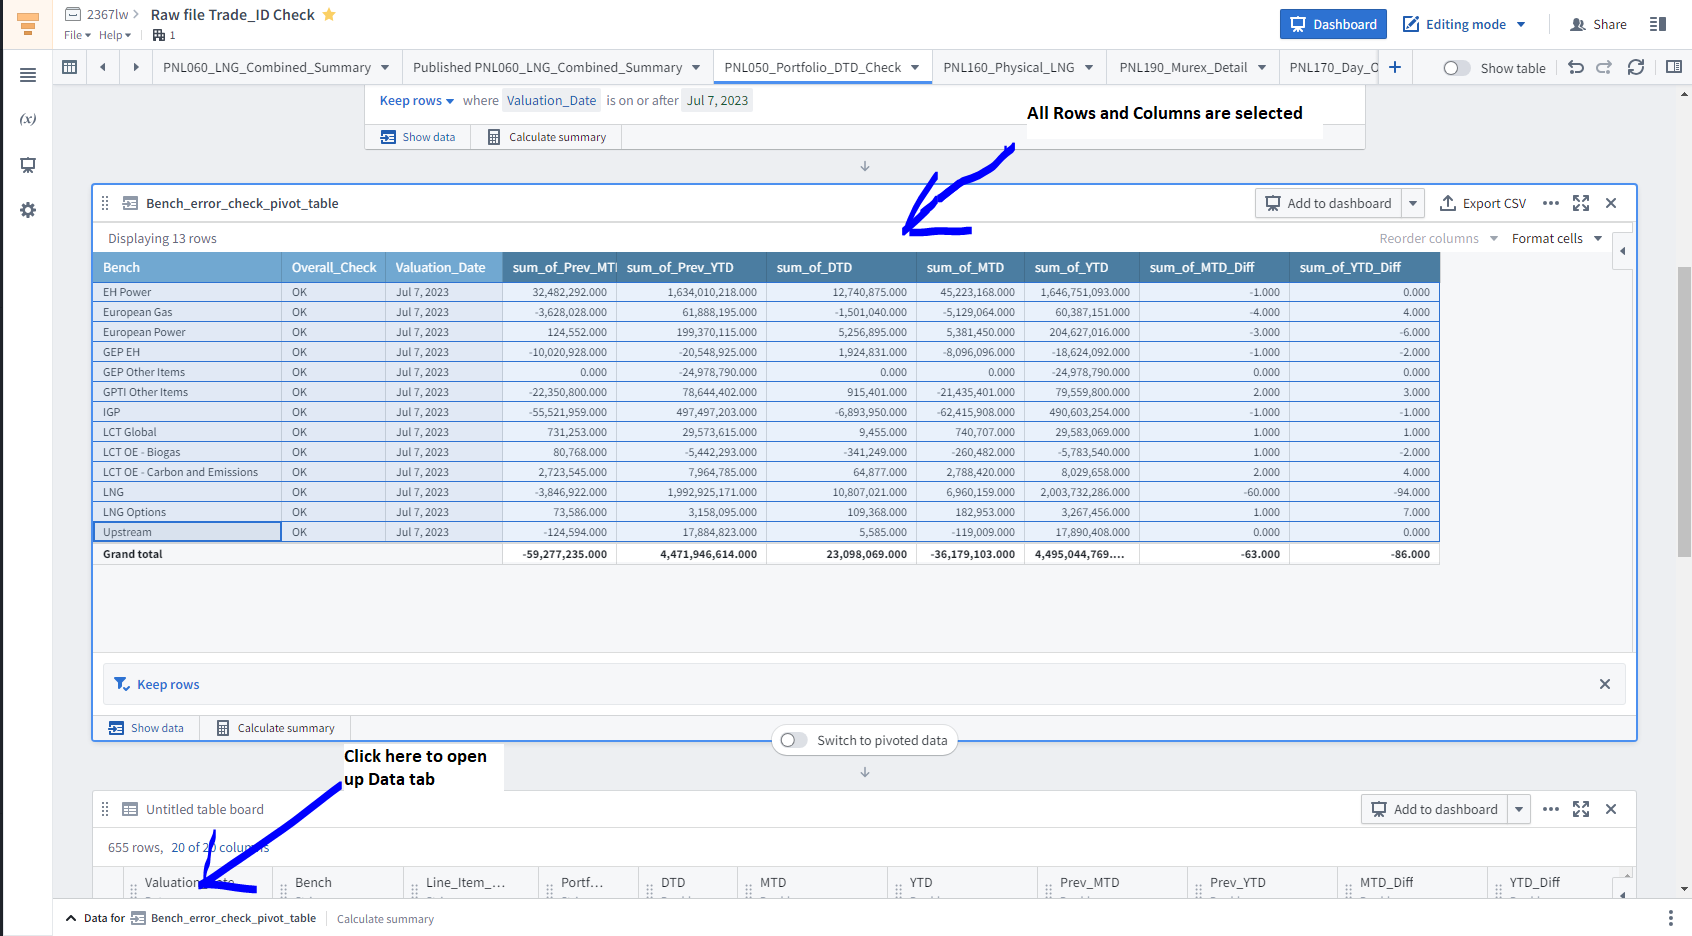 2367lw > Raw file Trade_ID Check
File Help 1
Dashboard Editing mode Share
PNL060_LNG_Combined_Summary Published PNL060_LNG_Combined_Summary PNL050_Portfolio_DTD_Check PNL160_Physical_LNG PNL190_Murex_Detail PNL170_Day_O + Show table
(x)
Keep rows where Valuation_Date is on or after Jul 7, 2023
All Rows and Columns are selected
Show data Calculate summary
Bench_error_check_pivot_table Add to dashboard Export CSV
Displaying 13 rows Reorder columns Format cells
Bench Overall_Check Valuation_Date sum_of_Prev_MTD sum_of_Prev_YTD sum_of_DTD sum_of_MTD sum_of_YTD sum_of_MTD_Diff sum_of_YTD_Diff
EH Power OK Jul 7, 2023 32,482,292.000 1,634,010,218.000 12,740,875.000 45,223,168.000 1,646,751,093.000 -1.000 0.000
European Gas OK Jul 7, 2023 -3,628,028.000 61,888,195.000 -1,501,040.000 -5,129,064.000 60,387,151.000 -4.000 4.000
European Power OK Jul 7, 2023 124,552.000 199,370,115.000 5,256,895.000 5,381,450.000 204,627,016.000 -3.000 -6.000
GEP EH OK Jul 7, 2023 -10,020,928.000 -20,548,925.000 1,924,831.000 -8,096,096.000 -18,624,092.000 -1.000 -2.000
GEP Other Items OK Jul 7, 2023 0.000 -24,978,790.000 0.000 0.000 -24,978,790.000 0.000 0.000
GPTI Other Items OK Jul 7, 2023 -22,350,800.000 78,644,402.000 915,401.000 -21,435,401.000 79,559,800.000 2.000 3.000
IGP OK Jul 7, 2023 -55,521,959.000 497,497,203.000 -6,893,950.000 -62,415,908.000 490,603,254.000 -1.000 -1.000
LCT Global OK Jul 7, 2023 731,253.000 29,573,615.000 9,455.000 740,707.000 29,583,069.000 1.000 1.000
LCT OE - Biogas OK Jul 7, 2023 80,768.000 -5,442,293.000 -341,249.000 -260,482.000 -5,783,540.000 1.000 -2.000
LCT OE - Carbon and Emissions OK Jul 7, 2023 2,723,545.000 7,964,785.000 64,877.000 2,788,420.000 8,029,658.000 2.000 4.000
LNG OK Jul 7, 2023 -3,846,922.000 1,992,925,171.000 10,807,021.000 6,960,159.000 2,003,732,286.000 -60.000 -94.000
LNG Options OK Jul 7, 2023 73,586.000 3,158,095.000 109,368.000 182,953.000 3,267,456.000 1.000 7.000
Upstream OK Jul 7, 2023 -124,594.000 17,884,823.000 5,585.000 -119,009.000 17,890,408.000 0.000 0.000
Grand total -59,277,235.000 4,471,946,614.000 23,098,069.000 -36,179,103.000 4,495,044,769.... -63.000 -86.000
Keep rows
Show data Calculate summary
Switch to pivoted data
Click here to open
up Data tab
Untitled table board Add to dashboard
655 rows, 20 of 20 columns
Valuation_Date Bench Line_Item_... Portf... DTD MTD YTD Prev_MTD Prev_YTD MTD_Diff YTD_Diff
Data for Bench_error_check_pivot_table Calculate summary